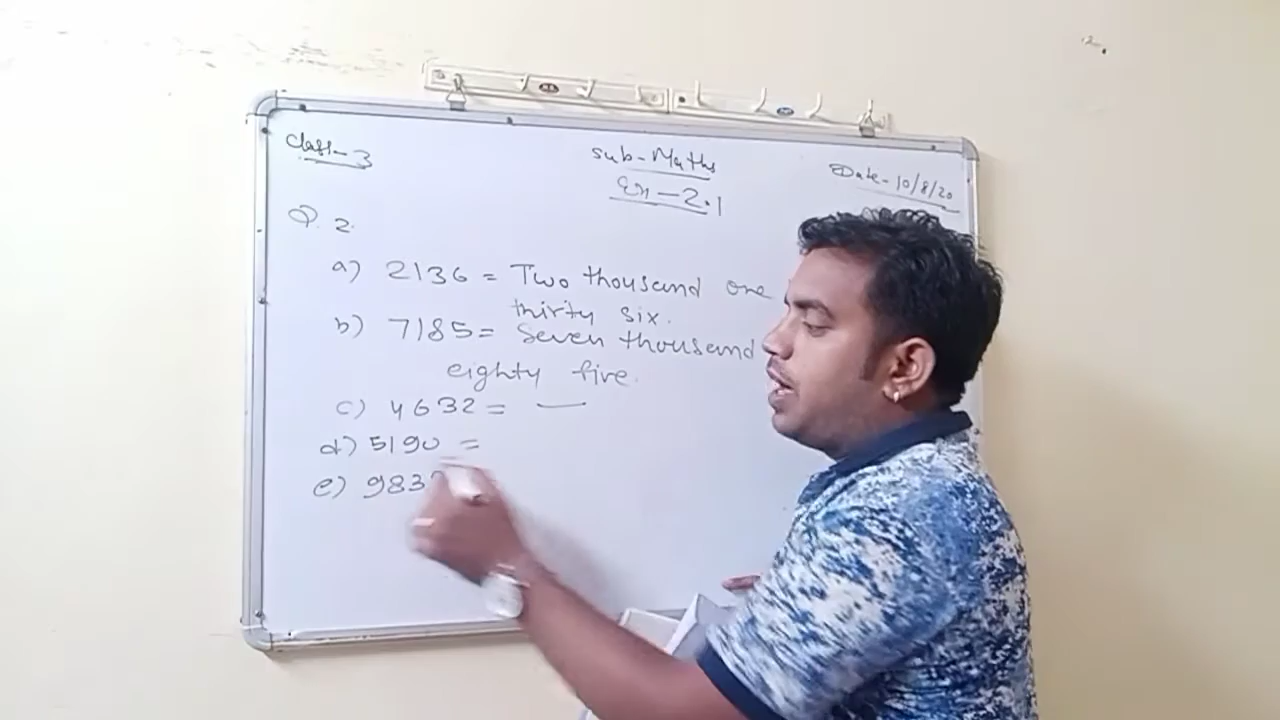 Class-3
Sub-Maths
Date-10/8/20
Ex-2.1
Q. 2.
a) 2136 = Two thousand one
thirty six.
b) 7185 = Seven thousand
eighty five.
c) 4632 = —
d) 5190 =
e) 983